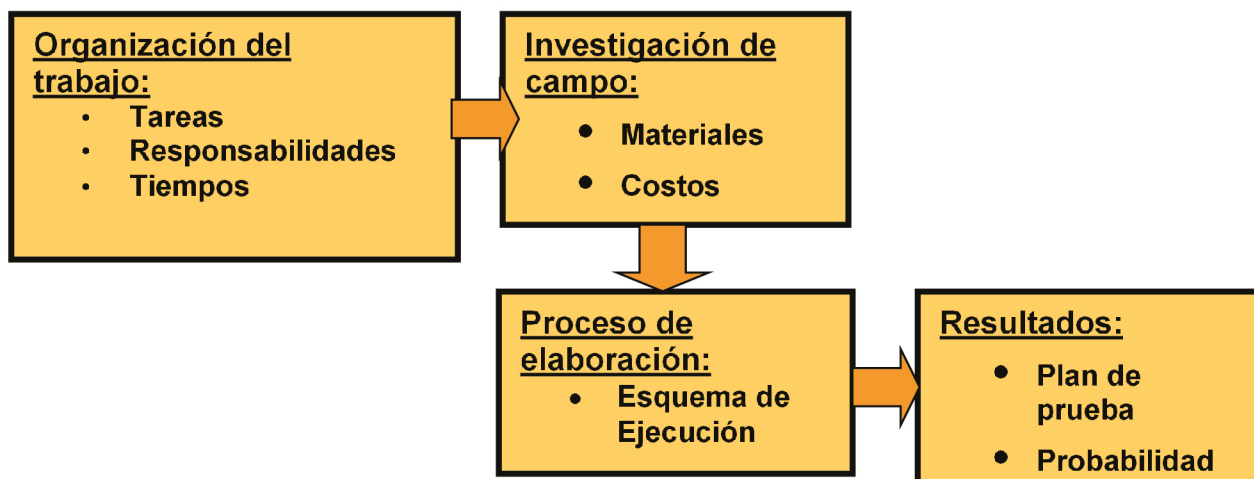 Organización del
trabajo:
· Tareas
· Responsabilidades
· Tiempos
Investigación de
campo:
• Materiales
• Costos
Proceso de
elaboración:
• Esquema de
Ejecución
Resultados:
• Plan de
prueba
• Probabilidad